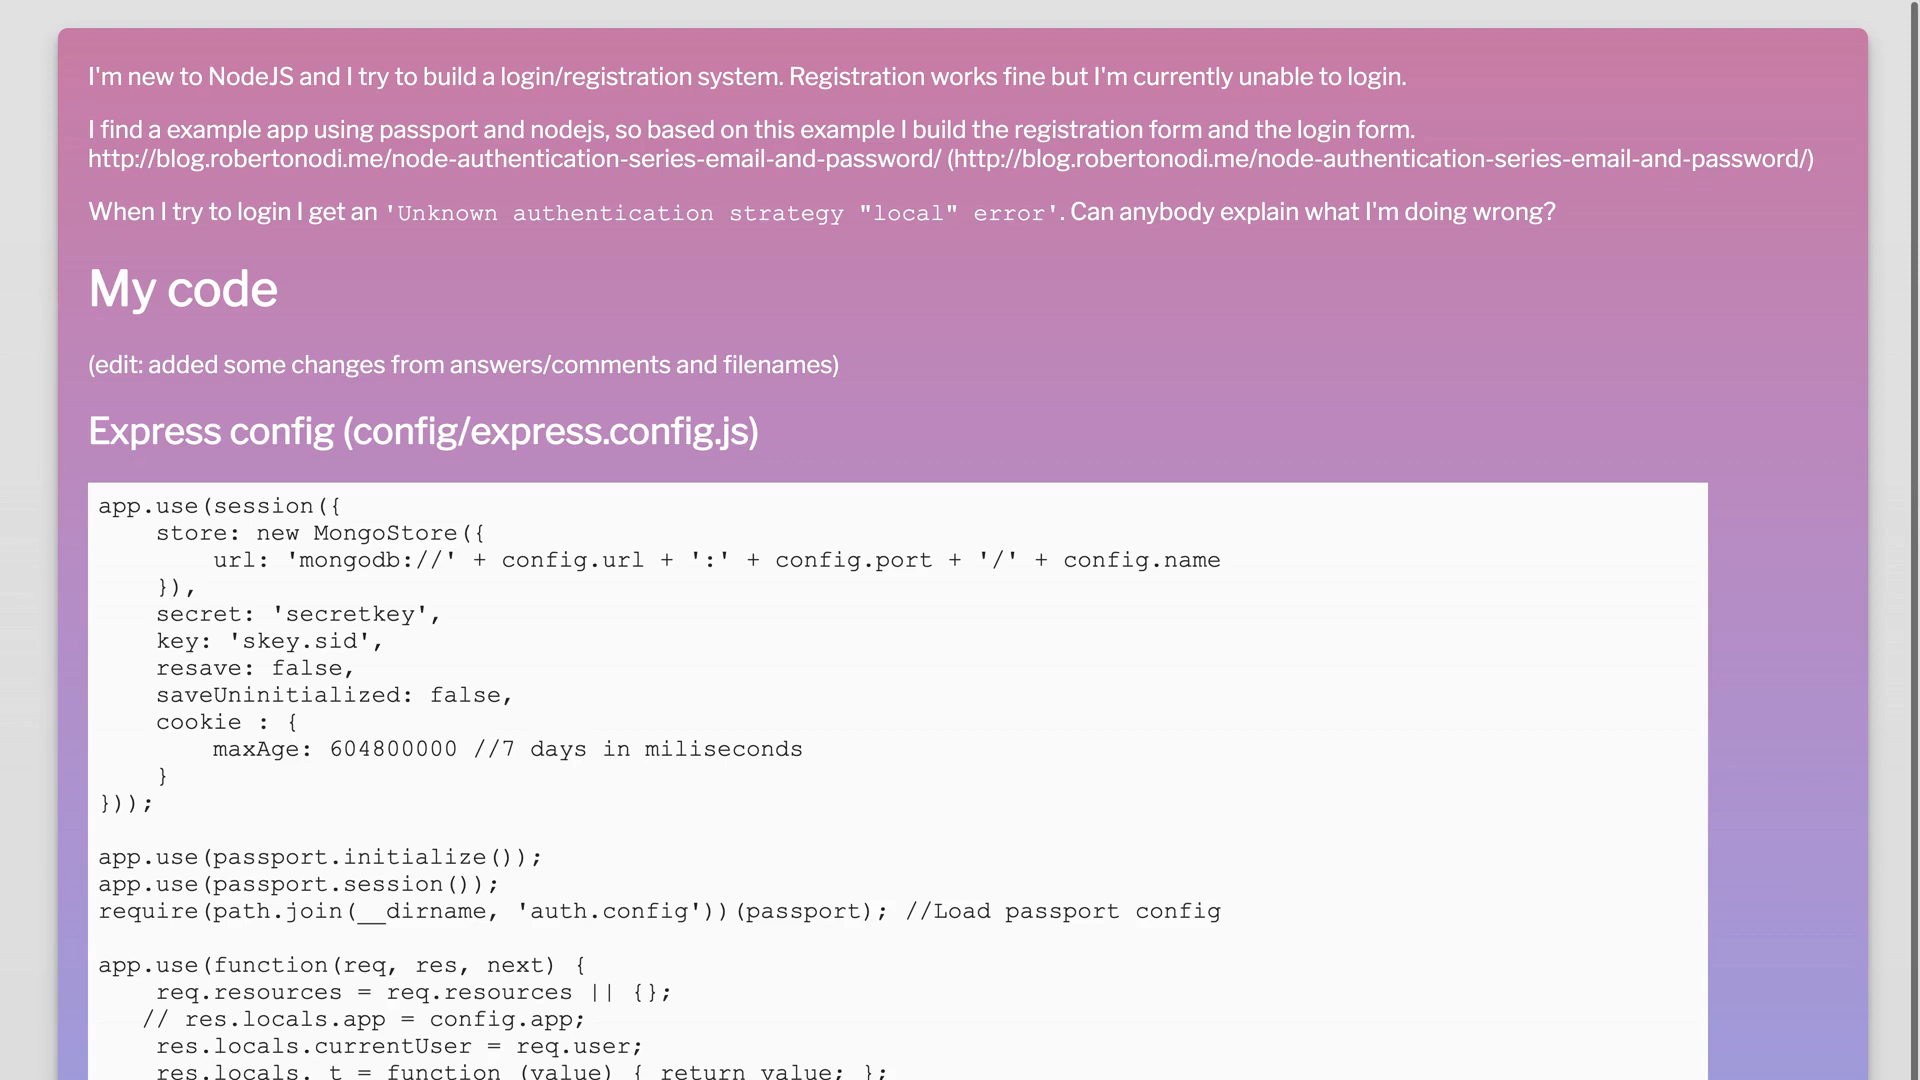 I'm new to NodeJS and I try to build a login/registration system. Registration works fine but I'm currently unable to login.
I find a example app using passport and nodejs, so based on this example I build the registration form and the login form.
http://blog.robertonodi.me/node-authentication-series-email-and-password/ (http://blog.robertonodi.me/node-authentication-series-email-and-password/)
When I try to login I get an 'Unknown authentication strategy "local" error'. Can anybody explain what I'm doing wrong?
My code
(edit: added some changes from answers/comments and filenames)
Express config (config/express.config.js)
app.use(session({
    store: new MongoStore({
        url: 'mongodb://' + config.url + ':' + config.port + '/' + config.name
    }),
    secret: 'secretkey',
    key: 'skey.sid',
    resave: false,
    saveUninitialized: false,
    cookie : {
        maxAge: 604800000 //7 days in miliseconds
    }
}));
app.use(passport.initialize());
app.use(passport.session());
require(path.join(__dirname, 'auth.config'))(passport); //Load passport config
app.use(function(req, res, next) {
    req.resources = req.resources || {};
   // res.locals.app = config.app;
    res.locals.currentUser = req.user;
    res.locals._t = function (value) { return value; };